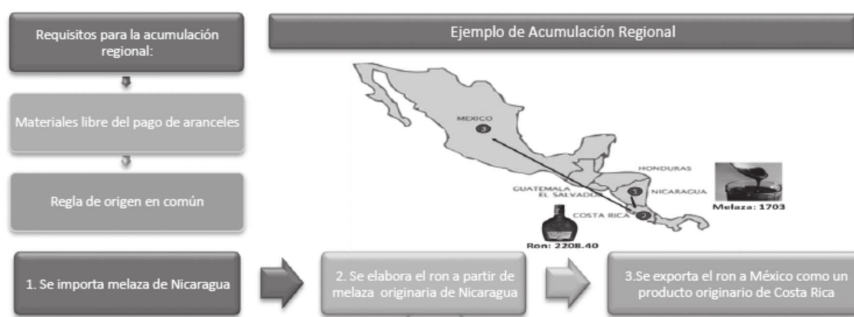 Requisitos para la acumulación
regional:
Materiales libre del pago de aranceles
Regla de origen en común
Ejemplo de Acumulación Regional
MEXICO
3
HONDURAS
GUATEMALA
EL SALVADOR
1
NICARAGUA
COSTA RICA
2
Melaza: 1703
Ron: 2208.40
1. Se importa melaza de Nicaragua
2. Se elabora el ron a partir de
melaza originaria de Nicaragua
3.Se exporta el ron a México como un
producto originario de Costa Rica